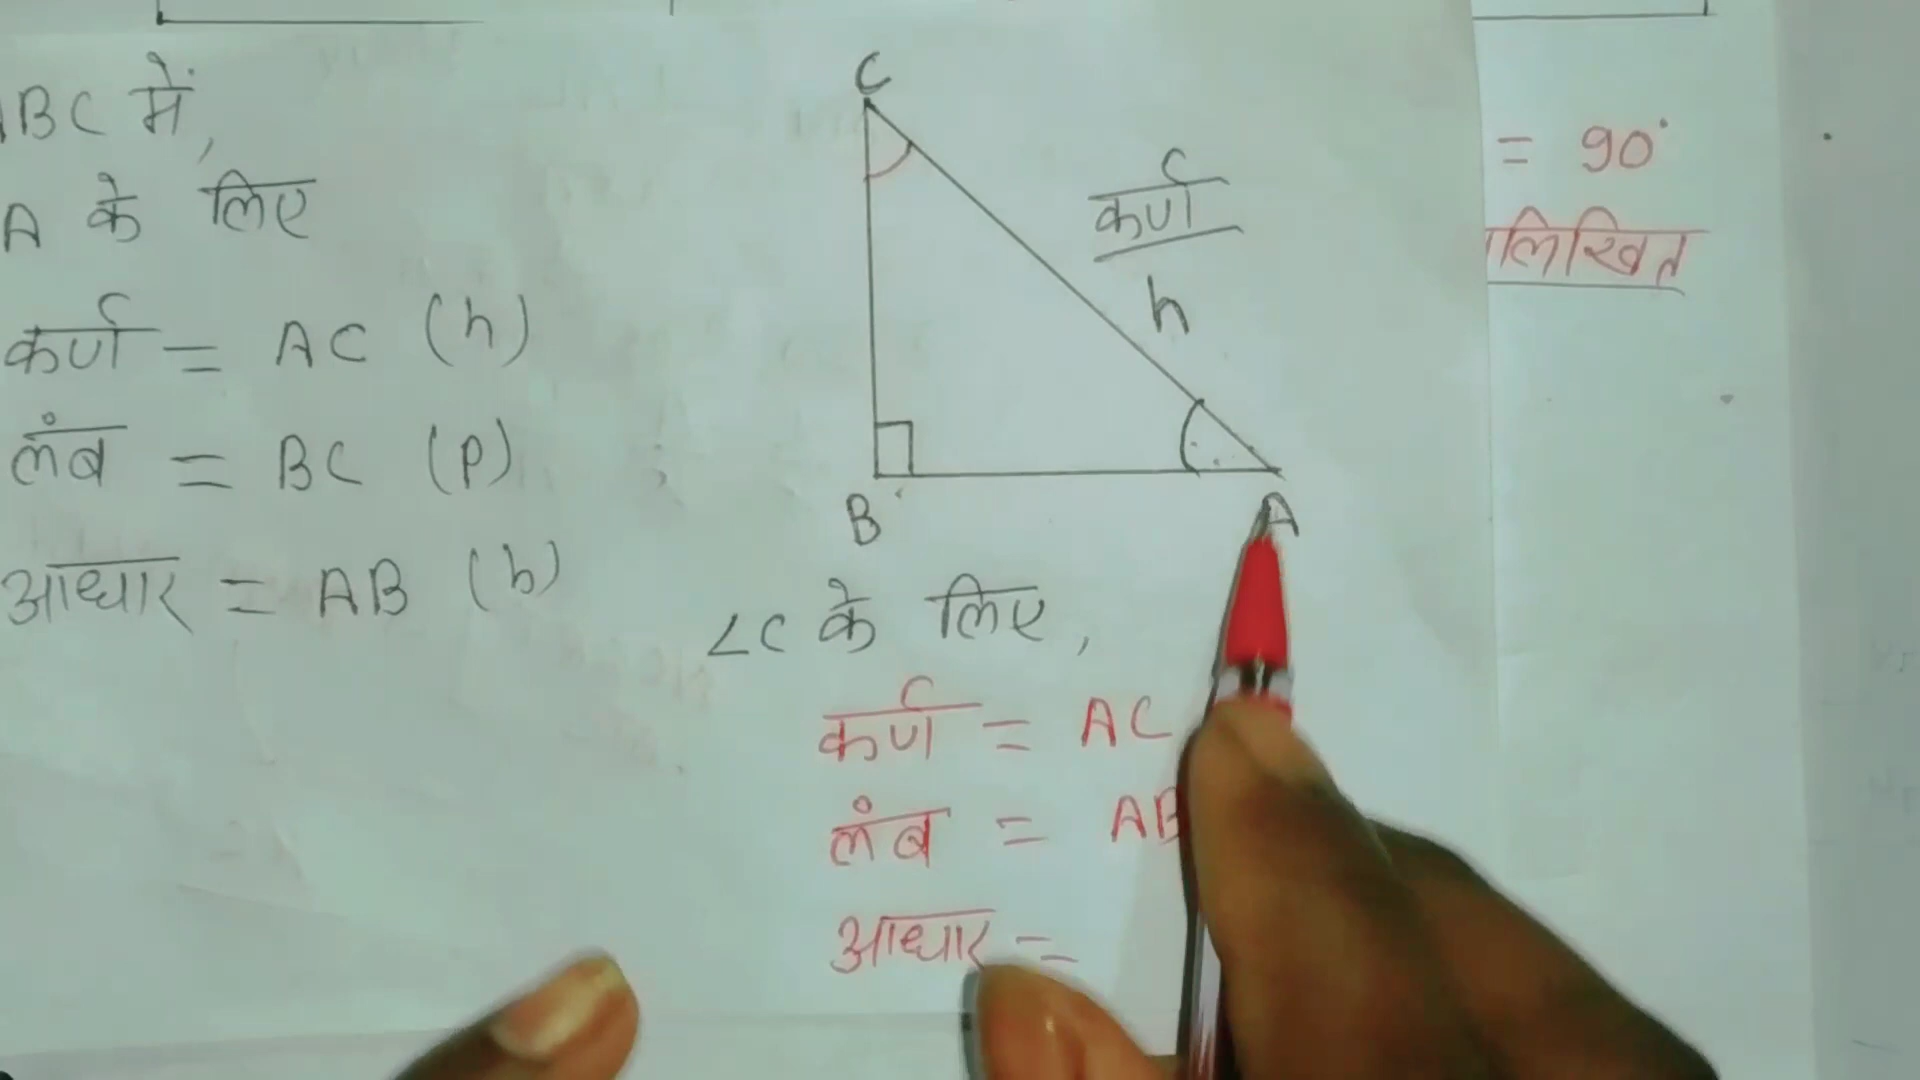 BC में,
A के लिए
कर्ण = AC (h)
लंब = BC (p)
आधार = AB (b)
C
कर्ण
h
B
A
= 90°
लिखित
∠C के लिए,
कर्ण = AC
लंब = AB
आधार =